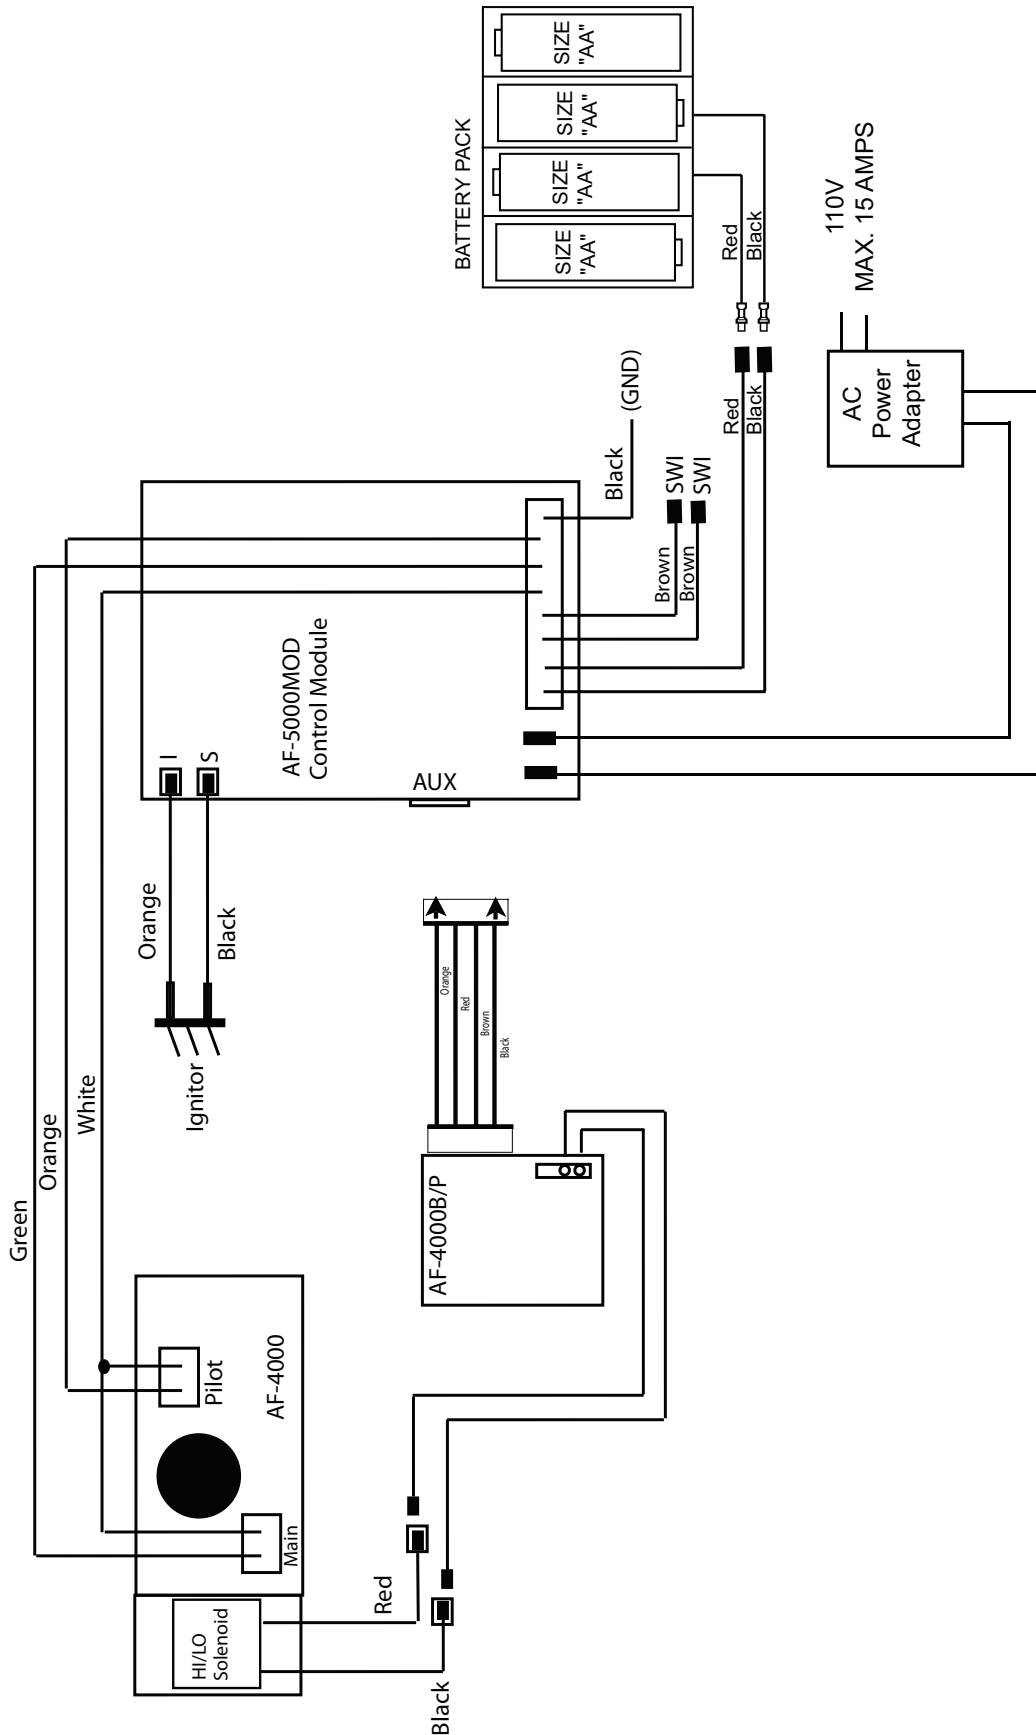 Green
Orange
White
HI/LO
Solenoid
Main
Pilot
AF-4000
Red
Black
Ignitor
Orange
Black
I
S
AF-5000MOD
Control Module
AUX
AF-4000B/P
Orange
Red
Brown
Black
Black
(GND)
Brown
SWI
Brown
SWI
Red
Black
Red
Black
BATTERY PACK
SIZE
"AA"
SIZE
"AA"
SIZE
"AA"
SIZE
"AA"
AC
Power
Adapter
110V
MAX. 15 AMPS